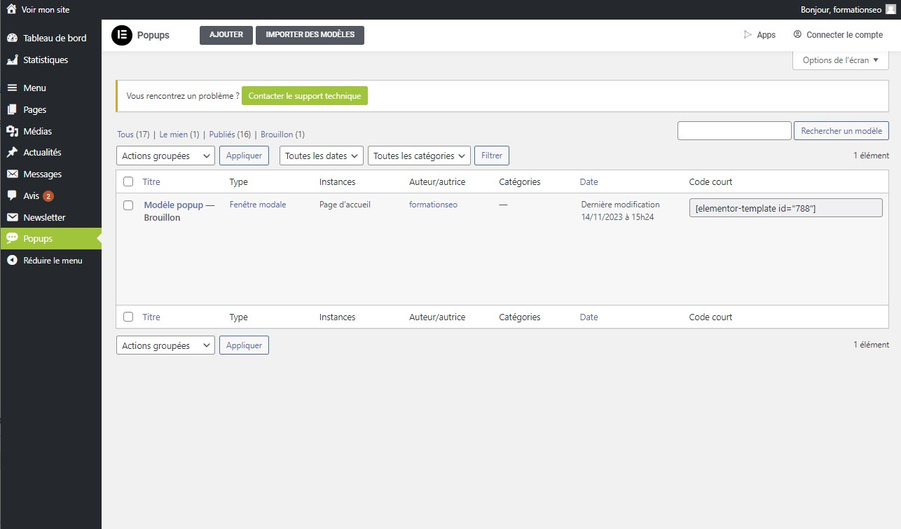 Voir mon site
Bonjour, formationseo
Tableau de bord
Statistiques
Menu
Pages
Médias
Actualités
Messages
Avis 2
Newsletter
Popups
Réduire le menu
Popups AJOUTER IMPORTER DES MODÈLES
Apps Connecter le compte
Options de l'écran ▼
Vous rencontrez un problème ? Contacter le support technique
Tous (17) | Le mien (1) | Publiés (16) | Brouillon (1)
Rechercher un modèle
Actions groupées Appliquer Toutes les dates Toutes les catégories Filtrer
1 élément
Titre Type Instances Auteur/autrice Catégories Date Code court
Modèle popup — Fenêtre modale Page d'accueil formationseo — Dernière modification [elementor-template id="788"]
Brouillon 14/11/2023 à 15h24
Titre Type Instances Auteur/autrice Catégories Date Code court
Actions groupées Appliquer
1 élément